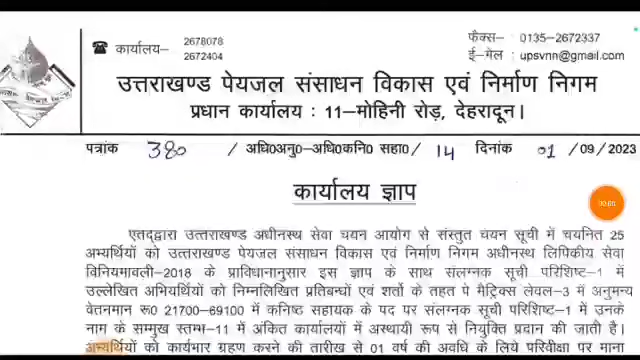 ☎ कार्यालय– 2678078
2672404
फैक्स- : 0135-2672337
ई-मेल : upsvnn@gmail.com
उत्तराखण्ड पेयजल संसाधन विकास एवं निर्माण निगम
प्रधान कार्यालय : 11–मोहिनी रोड़, देहरादून।
पत्रांक 380 / अधि0अनु0–अधि0कनि0 सहा0/ 14 दिनांक 01 /09/2023
कार्यालय ज्ञाप
एतद्द्वारा उत्तराखण्ड अधीनस्थ सेवा चयन आयोग से संस्तुत चयन सूची में चयनित 25
अभ्यर्थियों को उत्तराखण्ड पेयजल संसाधन विकास एवं निर्माण निगम अधीनस्थ लिपिकीय सेवा
विनियमावली-2018 के प्राविधानानुसार इस ज्ञाप के साथ संलग्नक सूची परिशिष्ट-1 में
उल्लेखित अभियर्थियों को निम्नलिखित प्रतिबन्धों एवं शर्तो के तहत पे मैट्रिक्स लेवल-3 में अनुमन्य
वेतनमान रू0 21700-69100 में कनिष्ठ सहायक के पद पर संलग्नक सूची परिशिष्ट-1 में उनके
नाम के सम्मुख स्तम्भ-11 में अंकित कार्यालयों में अस्थायी रूप से नियुक्ति प्रदान की जाती है।
अभ्यर्थियों को कार्यभार ग्रहण करने की तारीख से 01 वर्ष की अवधि के लिये परिवीक्षा पर माना